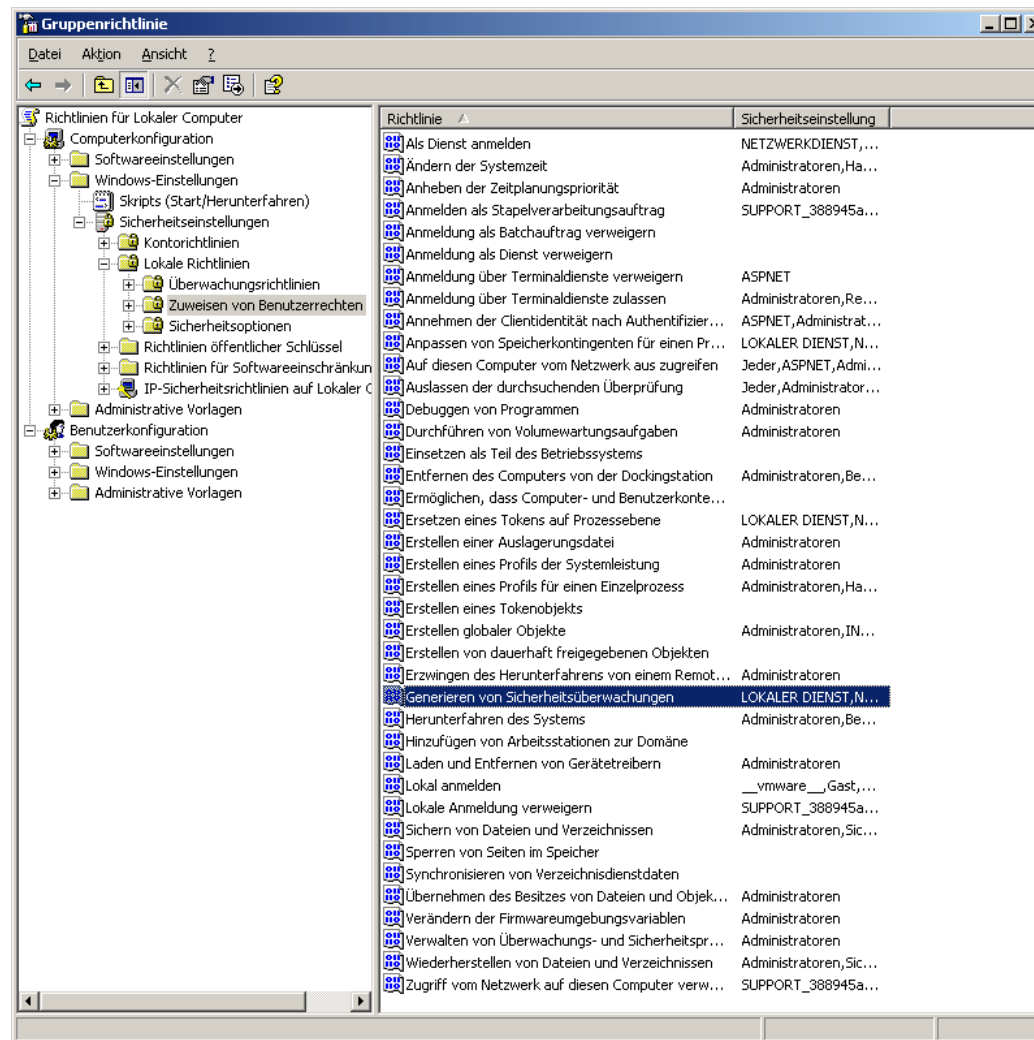 Gruppenrichtlinie
Datei Aktion Ansicht ?
Richtlinien für Lokaler Computer
Computerkonfiguration
Softwareeinstellungen
Windows-Einstellungen
Skripts (Start/Herunterfahren)
Sicherheitseinstellungen
Kontorichtlinien
Lokale Richtlinien
Überwachungsrichtlinien
Zuweisen von Benutzerrechten
Sicherheitsoptionen
Richtlinien öffentlicher Schlüssel
Richtlinien für Softwareeinschränkun
IP-Sicherheitsrichtlinien auf Lokaler C
Administrative Vorlagen
Benutzerkonfiguration
Softwareeinstellungen
Windows-Einstellungen
Administrative Vorlagen
Richtlinie Sicherheitseinstellung
Als Dienst anmelden NETZWERKDIENST,...
Ändern der Systemzeit Administratoren,Ha...
Anheben der Zeitplanungspriorität Administratoren
Anmelden als Stapelverarbeitungsauftrag SUPPORT_388945a...
Anmeldung als Batchauftrag verweigern
Anmeldung als Dienst verweigern
Anmeldung über Terminaldienste verweigern ASPNET
Anmeldung über Terminaldienste zulassen Administratoren,Re...
Annehmen der Clientidentität nach Authentifizier... ASPNET,Administrat...
Anpassen von Speicherkontingenten für einen Pr... LOKALER DIENST,N...
Auf diesen Computer vom Netzwerk aus zugreifen Jeder,ASPNET,Admi...
Auslassen der durchsuchenden Überprüfung Jeder,Administrator...
Debuggen von Programmen Administratoren
Durchführen von Volumewartungsaufgaben Administratoren
Einsetzen als Teil des Betriebssystems
Entfernen des Computers von der Dockingstation Administratoren,Be...
Ermöglichen, dass Computer- und Benutzerkonte...
Ersetzen eines Tokens auf Prozessebene LOKALER DIENST,N...
Erstellen einer Auslagerungsdatei Administratoren
Erstellen eines Profils der Systemleistung Administratoren
Erstellen eines Profils für einen Einzelprozess Administratoren,Ha...
Erstellen eines Tokenobjekts
Erstellen globaler Objekte Administratoren,IN...
Erstellen von dauerhaft freigegebenen Objekten
Erzwingen des Herunterfahrens von einem Remot... Administratoren
Generieren von Sicherheitsüberwachungen LOKALER DIENST,N...
Herunterfahren des Systems Administratoren,Be...
Hinzufügen von Arbeitsstationen zur Domäne
Laden und Entfernen von Gerätetreibern Administratoren
Lokal anmelden __vmware__,Gast,...
Lokale Anmeldung verweigern SUPPORT_388945a...
Sichern von Dateien und Verzeichnissen Administratoren,Sic...
Sperren von Seiten im Speicher
Synchronisieren von Verzeichnisdienstdaten
Übernehmen des Besitzes von Dateien und Objek... Administratoren
Verändern der Firmwareumgebungsvariablen Administratoren
Verwalten von Überwachungs- und Sicherheitspr... Administratoren
Wiederherstellen von Dateien und Verzeichnissen Administratoren,Sic...
Zugriff vom Netzwerk auf diesen Computer verw... SUPPORT_388945a...